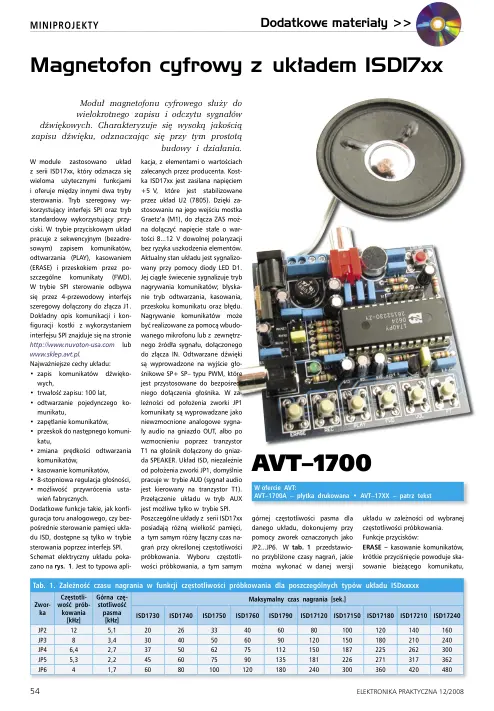 MINIPROJEKTY
Dodatkowe materiały >>
Magnetofon cyfrowy z układem ISD17xx
Moduł magnetofonu cyfrowego służy do
wielokrotnego zapisu i odczytu sygnałów
dźwiękowych. Charakteryzuje się wysoką jakością
zapisu dźwięku, odznaczając się przy tym prostotą
budowy i działania.
W module zastosowano układ
z serii ISD17xx, który odznacza się
wieloma użytecznymi funkcjami
i oferuje między innymi dwa tryby
sterowania. Tryb szeregowy wy-
korzystujący interfejs SPI oraz tryb
standardowy wykorzystujący przy-
ciski. W trybie przyciskowym układ
pracuje z sekwencyjnym (bezadre-
sowym) zapisem komunikatów,
odtwarzania (PLAY), kasowaniem
(ERASE) i przeskokiem przez po-
szczególne komunikaty (FWD).
W trybie SPI sterowanie odbywa
się przez 4-przewodowy interfejs
szeregowy dołączony do złącza J1.
Dokładny opis komunikacji i kon-
figuracji kostki z wykorzystaniem
interfejsu SPI znajduje się na stronie
http://www.nuvoton-usa.com lub
www.sklep.avt.pl.
Najważniejsze cechy układu:
• zapis komunikatów dźwięko-
wych,
• trwałość zapisu: 100 lat,
• odtwarzanie pojedynczego ko-
munikatu,
• zapętlanie komunikatów,
• przeskok do następnego komuni-
katu,
• zmiana prędkości odtwarzania
komunikatów,
• kasowanie komunikatów,
• 8-stopniowa regulacja głośności,
• możliwość przywrócenia usta-
wień fabrycznych.
Dodatkowe funkcje takie, jak konfi-
guracja toru analogowego, czy bez-
pośrednie sterowanie pamięci ukła-
du ISD, dostępne są tylko w trybie
sterowania poprzez interfejs SPI.
Schemat elektryczny układu poka-
zano na rys. 1. Jest to typowa apli-
kacja, z elementami o wartościach
zalecanych przez producenta. Kost-
ka ISD17xx jest zasilana napięciem
+5 V, które jest stabilizowane
przez układ U2 (7805). Dzięki za-
stosowaniu na jego wejściu mostka
Graetz'a (M1), do złącza ZAS moż-
na dołączyć napięcie stałe o war-
tości 8...12 V dowolnej polaryzacji
bez ryzyka uszkodzenia elementów.
Aktualny stan układu jest sygnalizo-
wany przy pomocy diody LED D1.
Jej ciągłe świecenie sygnalizuje tryb
nagrywania komunikatów; błyska-
nie tryb odtwarzania, kasowania,
przeskoku komunikatu oraz błędu.
Nagrywanie komunikatów może
być realizowane za pomocą wbudo-
wanego mikrofonu lub z zewnętrz-
nego źródła sygnału, dołączonego
do złącza IN. Odtwarzane dźwięki
są wyprowadzone na wyjście gło-
śnikowe SP+ SP– typu PWM, które
jest przystosowane do bezpośred-
niego dołączenia głośnika. W za-
leżności od położenia zworki JP1
komunikaty są wyprowadzane jako
niewzmocnione analogowe sygna-
ły audio na gniazdo OUT, albo po
wzmocnieniu poprzez tranzystor
T1 na głośnik dołączony do gniaz-
da SPEAKER. Układ ISD, niezależnie
od położenia zworki JP1, domyślnie
pracuje w trybie AUD (sygnał audio
jest kierowany na tranzystor T1).
Przełączenie układu w tryb AUX
jest możliwe tylko w trybie SPI.
Poszczególne układy z serii ISD17xx
posiadają różną wielkości pamięci,
a tym samym różny łączny czas na-
grań przy określonej częstotliwości
próbkowania. Wyboru częstotli-
wości próbkowania, a tym samym
AVT–1700
W ofercie AVT:
AVT–1700A – płytka drukowana • AVT–17XX – patrz tekst
górnej częstotliwości pasma dla
danego układu, dokonujemy przy
pomocy zworek oznaczonych jako
JP2...JP6. W tab. 1 przedstawio-
no przybliżone czasy nagrań, jakie
można wykonać w danej wersji
układu w zależności od wybranej
częstotliwości próbkowania.
Funkcje przycisków:
ERASE – kasowanie komunikatów,
krótkie przyciśnięcie powoduje ska-
sowanie bieżącego komunikatu,
Tab. 1. Zależność czasu nagrania w funkcji częstotliwości próbkowania dla poszczególnych typów układu ISDxxxxx
Zwor-
ka
Częstotli-
wość prób-
kowania
[kHz]
Górna czę-
stotliwość
pasma
[kHz]
Maksymalny czas nagrania [sek.]
ISD1730 ISD1740 ISD1750 ISD1760 ISD1790 ISD17120 ISD17150 ISD17180 ISD17210 ISD17240
JP2 12 5,1 20 26 33 40 60 80 100 120 140 160
JP3 8 3,4 30 40 50 60 90 120 150 180 210 240
JP4 6,4 2,7 37 50 62 75 112 150 187 225 262 300
JP5 5,3 2,2 45 60 75 90 135 181 226 271 317 362
JP6 4 1,7 60 80 100 120 180 240 300 360 420 480
54
ELEKTRONIKA PRAKTYCZNA 12/2008